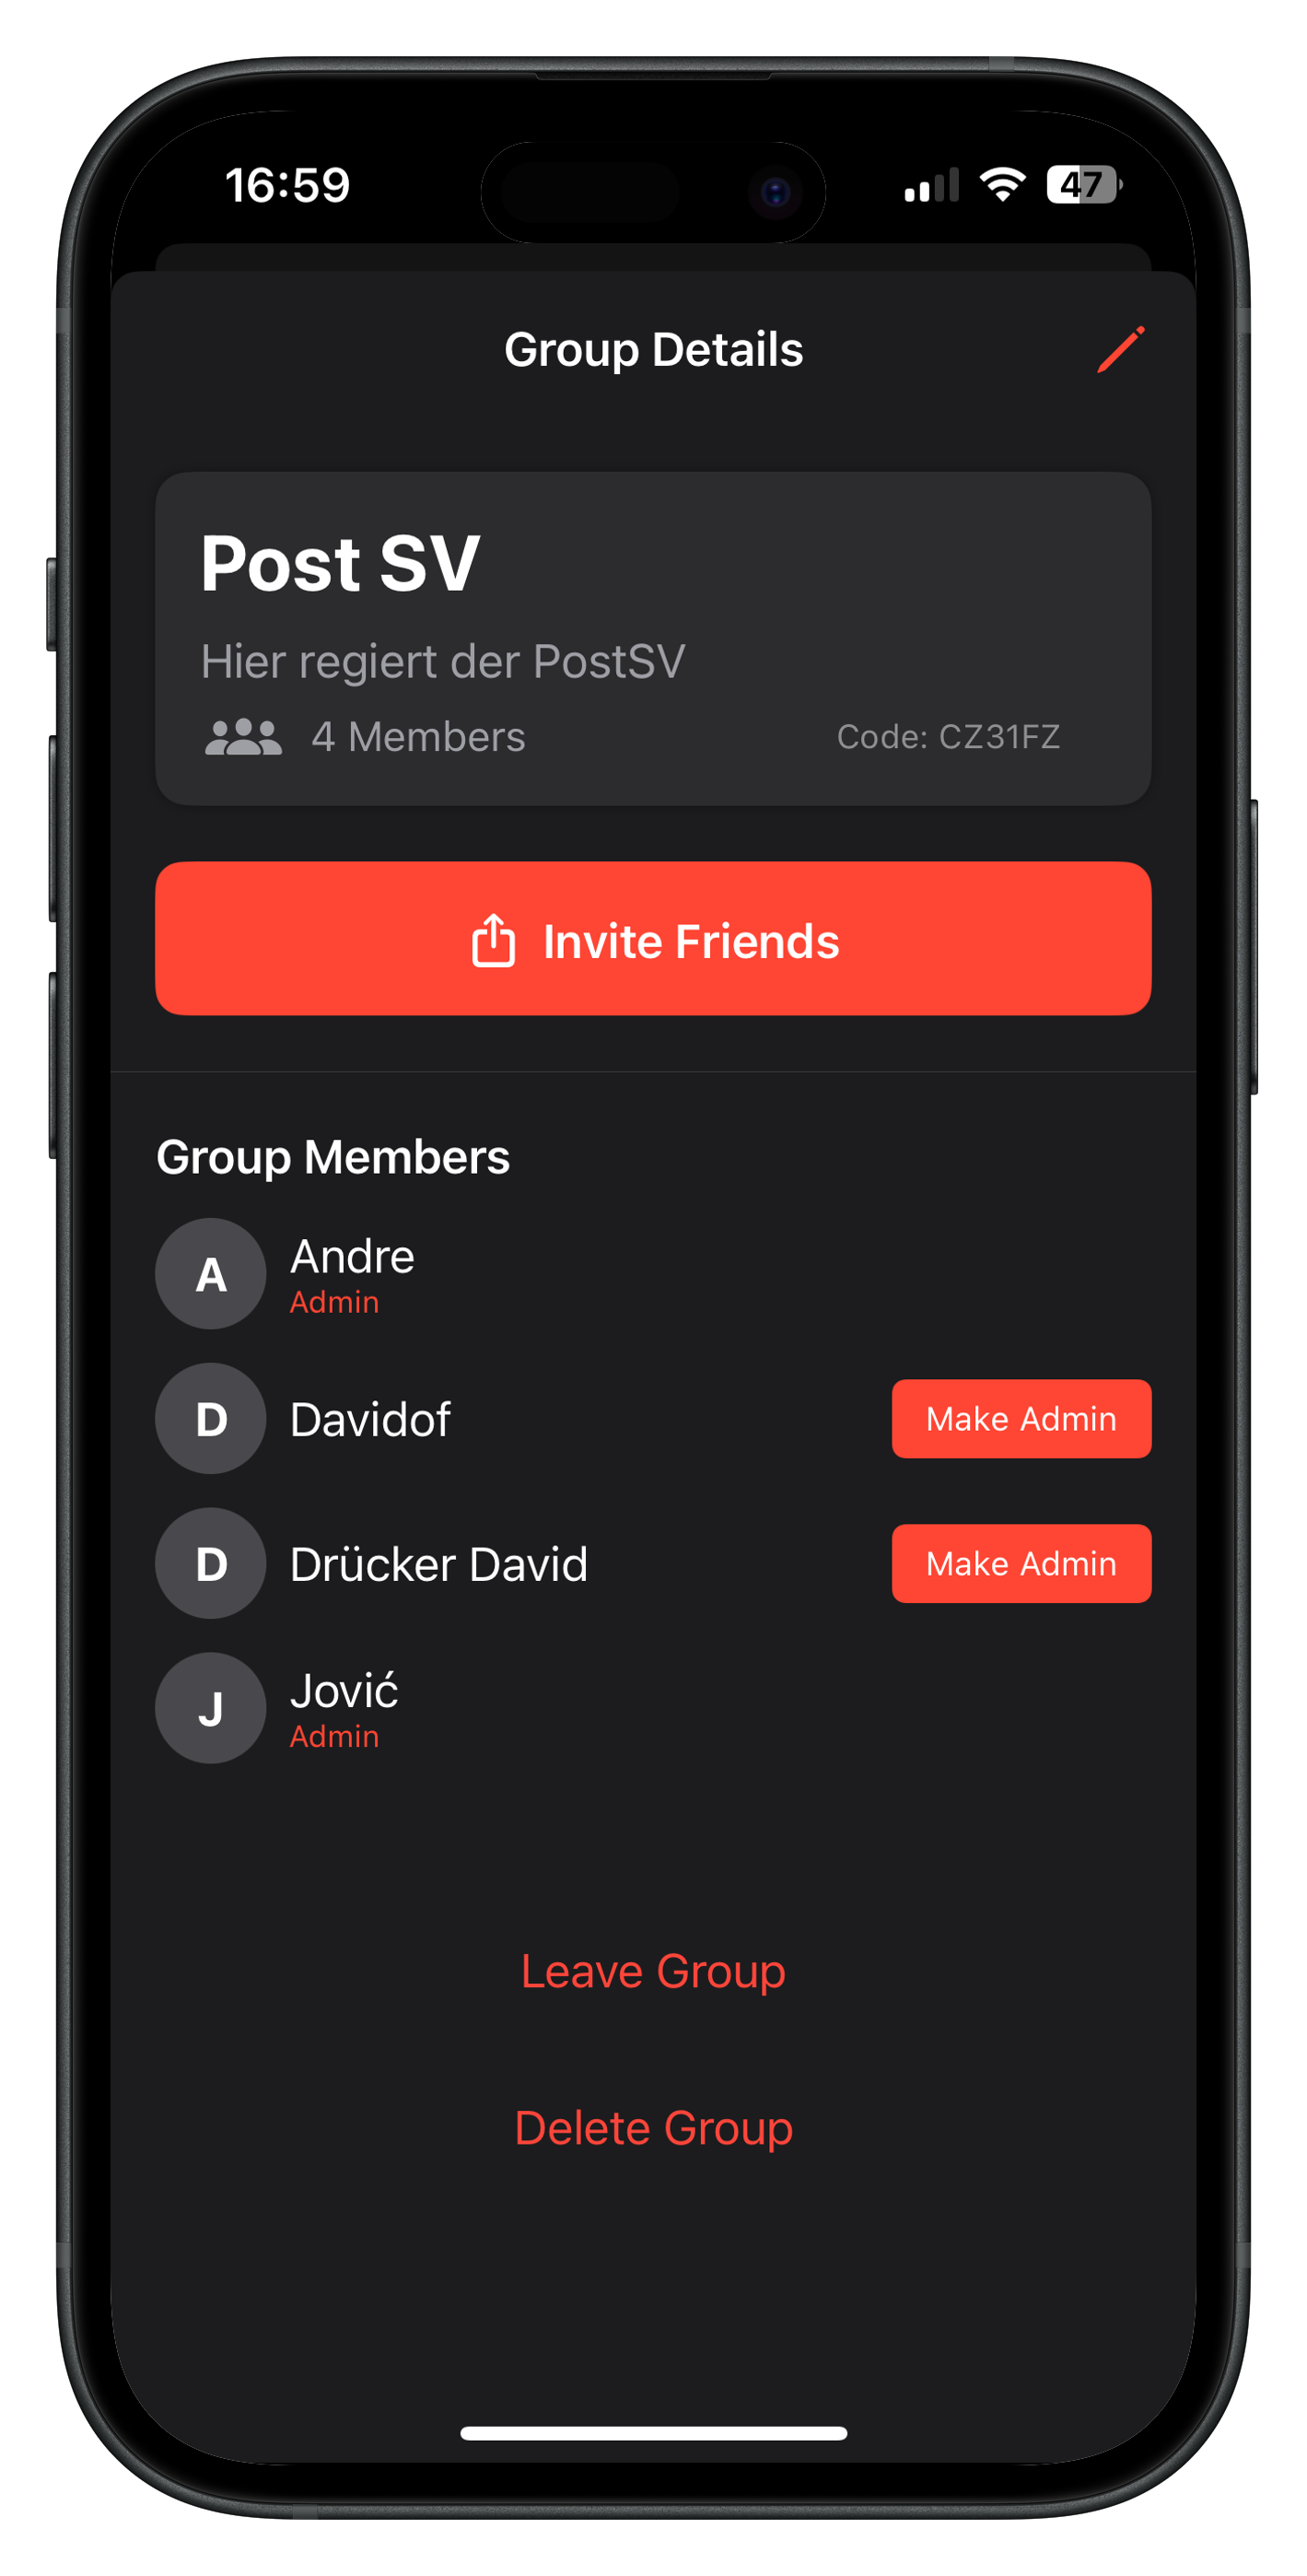 16:59
47
Group Details
Post SV
Hier regiert der PostSV
4 Members
Code: CZ31FZ
Invite Friends
Group Members
A
Andre
Admin
D
Davidof
Make Admin
D
Drücker David
Make Admin
J
Jović
Admin
Leave Group
Delete Group